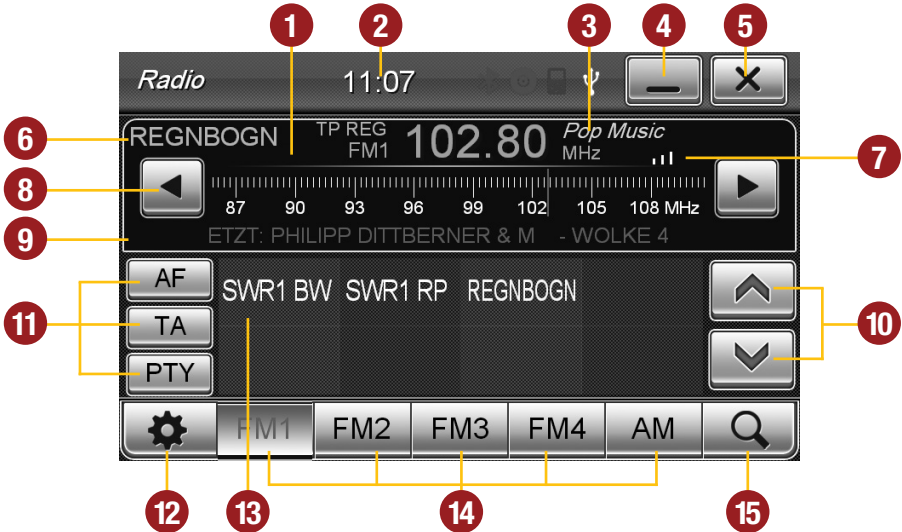 1 2 3 4 5
Radio 11:07
6 REGNBOGN TP REG FM1 102.80 Pop Music MHz 7
8
87 90 93 96 99 102 105 108 MHz
9 ETZT: PHILIPP DITTBERNER & M - WOLKE 4
AF SWR1 BW SWR1 RP REGNBOGN
11 TA 10
PTY
FM1 FM2 FM3 FM4 AM
12 13 14 15